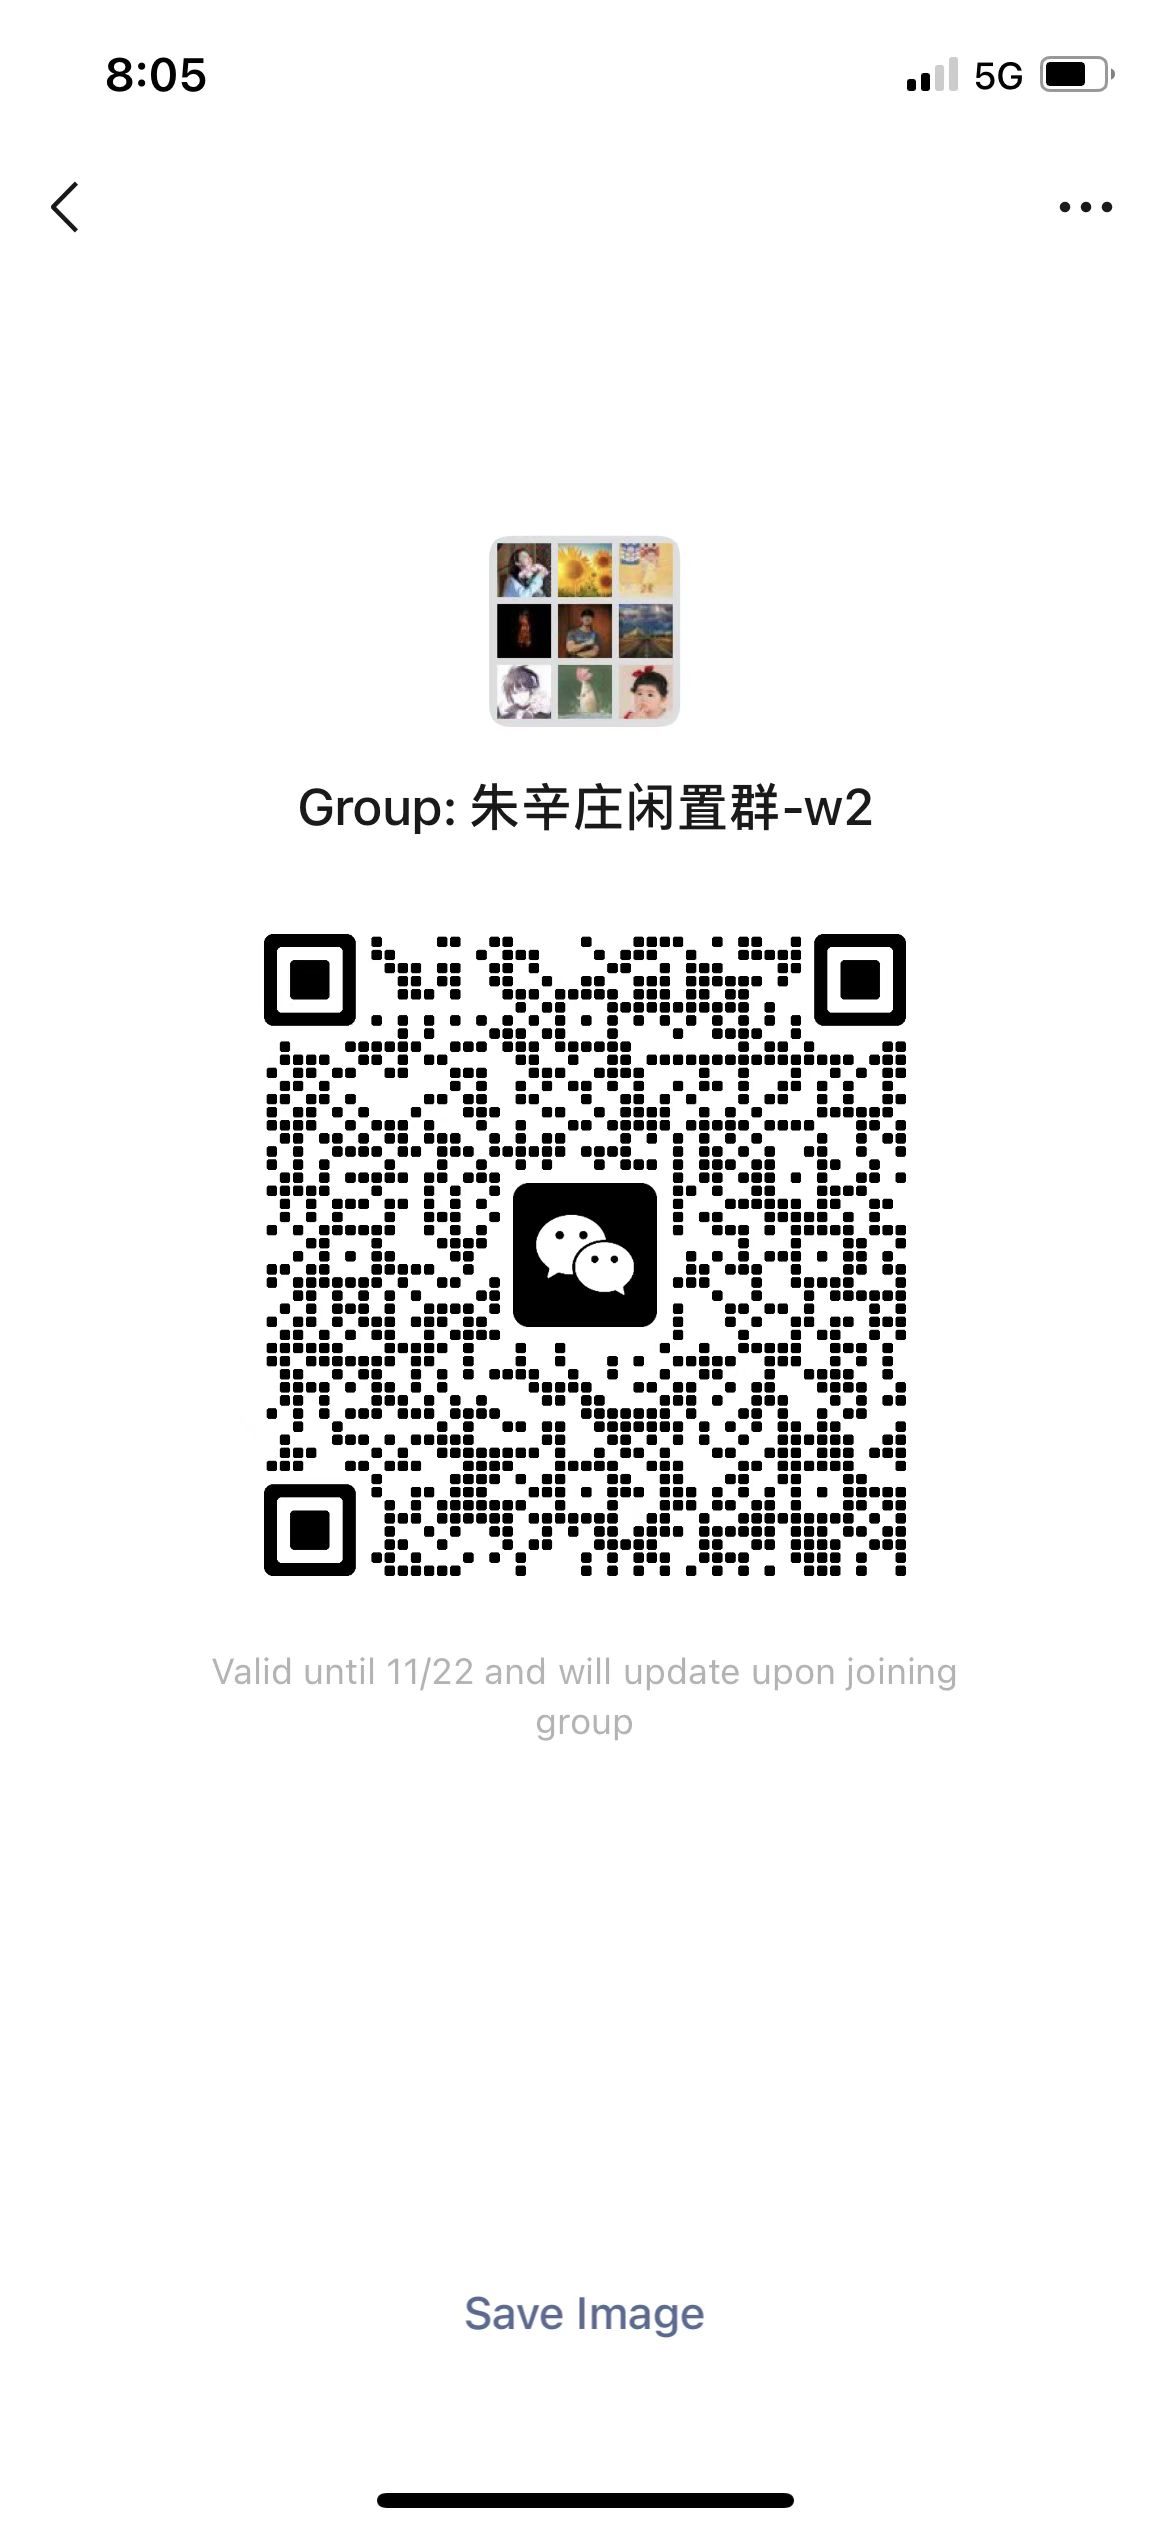 8:05
5G
Group: 朱辛庄闲置群-w2
Valid until 11/22 and will update upon joining
group
Save Image